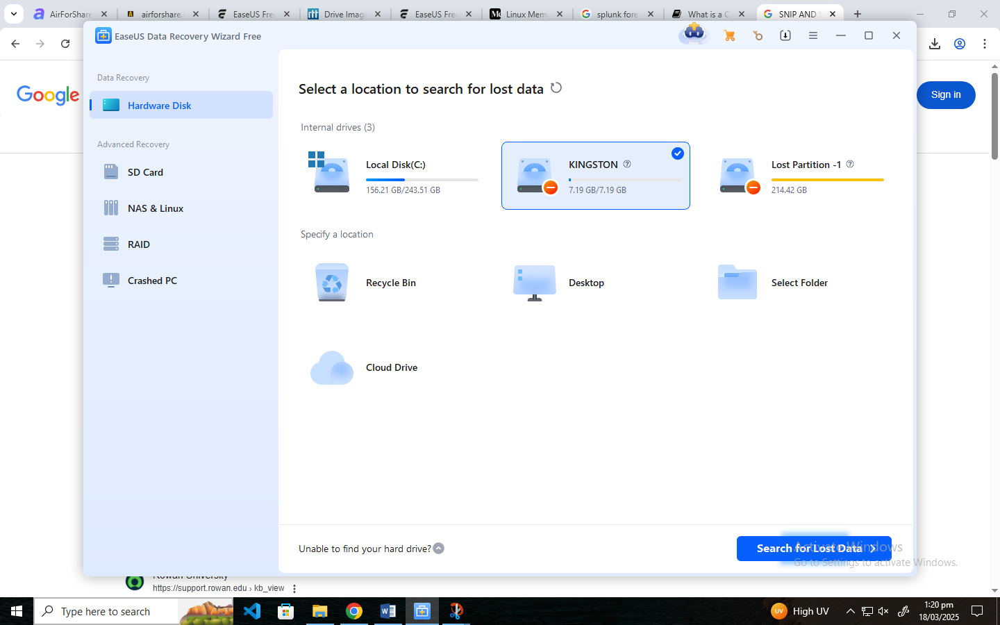 AirForShare
airforshare.
EaseUS Fre
Drive Imag
EaseUS Fre
Linux Mem
splunk fore
What is a C
SNIP AND S
EaseUS Data Recovery Wizard Free
Google
Sign in
Data Recovery
Hardware Disk
Advanced Recovery
SD Card
NAS & Linux
RAID
Crashed PC
Select a location to search for lost data
Internal drives (3)
Local Disk(C:)
156.21 GB/243.51 GB
KINGSTON
7.19 GB/7.19 GB
Lost Partition -1
214.42 GB
Specify a location
Recycle Bin
Desktop
Select Folder
Cloud Drive
Unable to find your hard drive?
Search for Lost Data
Activate Windows
Go to Settings to activate Windows.
Rowan University
https://support.rowan.edu › kb_view
Type here to search
UV
High UV
1:20 pm
18/03/2025